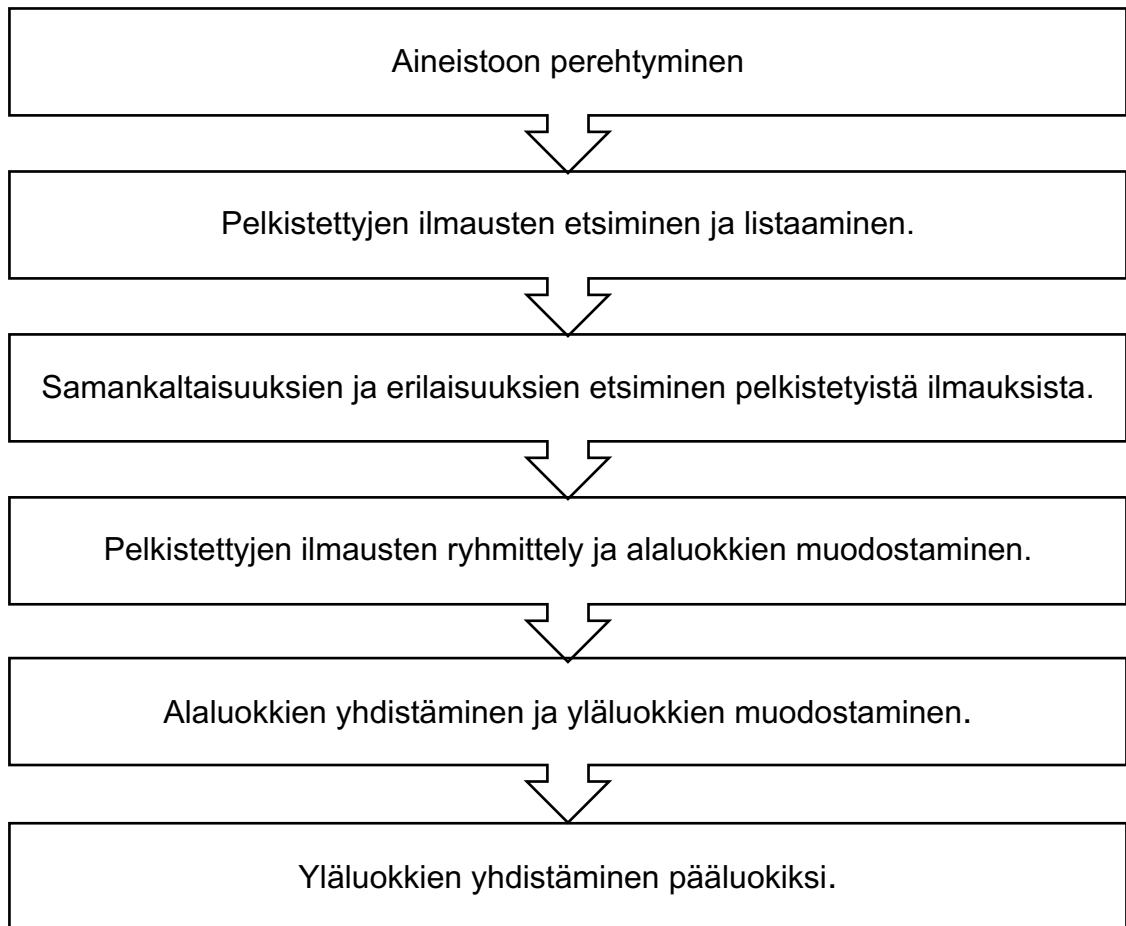 Aineistoon perehtyminen
Pelkistettyjen ilmausten etsiminen ja listaaminen.
Samankaltaisuuksien ja erilaisuuksien etsiminen pelkistetyistä ilmauksista.
Pelkistettyjen ilmausten ryhmittely ja alaluokkien muodostaminen.
Alaluokkien yhdistäminen ja yläluokkien muodostaminen.
Yläluokkien yhdistäminen pääluokiksi.